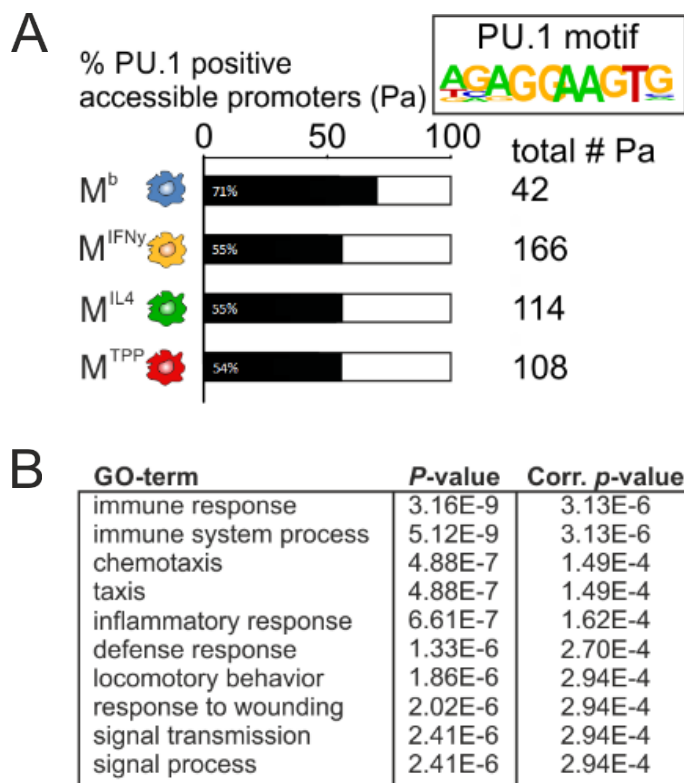 A
PU.1 motif
AGAGGAAGTG
% PU.1 positive
accessible promoters (Pa)
0 50 100
total # Pa
M^b 71% 42
M^IFNγ 55% 166
M^IL4 55% 114
M^TPP 54% 108
B
GO-term P-value Corr. p-value
immune response 3.16E-9 3.13E-6
immune system process 5.12E-9 3.13E-6
chemotaxis 4.88E-7 1.49E-4
taxis 4.88E-7 1.49E-4
inflammatory response 6.61E-7 1.62E-4
defense response 1.33E-6 2.70E-4
locomotory behavior 1.86E-6 2.94E-4
response to wounding 2.02E-6 2.94E-4
signal transmission 2.41E-6 2.94E-4
signal process 2.41E-6 2.94E-4